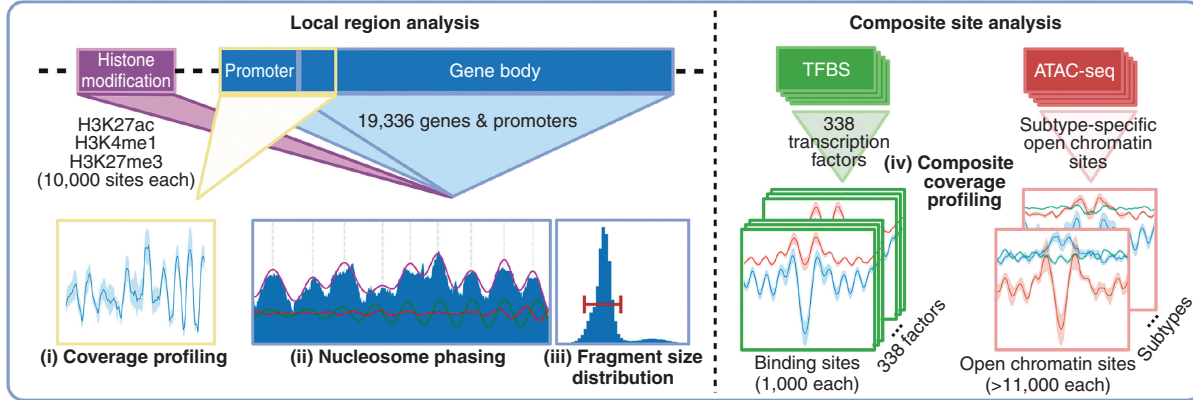 Local region analysis
Histone
modification
Promoter
Gene body
H3K27ac
H3K4me1
H3K27me3
(10,000 sites each)
19,336 genes & promoters
(i) Coverage profiling
(ii) Nucleosome phasing
(iii) Fragment size
distribution
Composite site analysis
TFBS
ATAC-seq
338
transcription
factors
Subtype-specific
open chromatin
sites
(iv) Composite
coverage
profiling
... 338 factors
... Subtypes
Binding sites
(1,000 each)
Open chromatin sites
(>11,000 each)